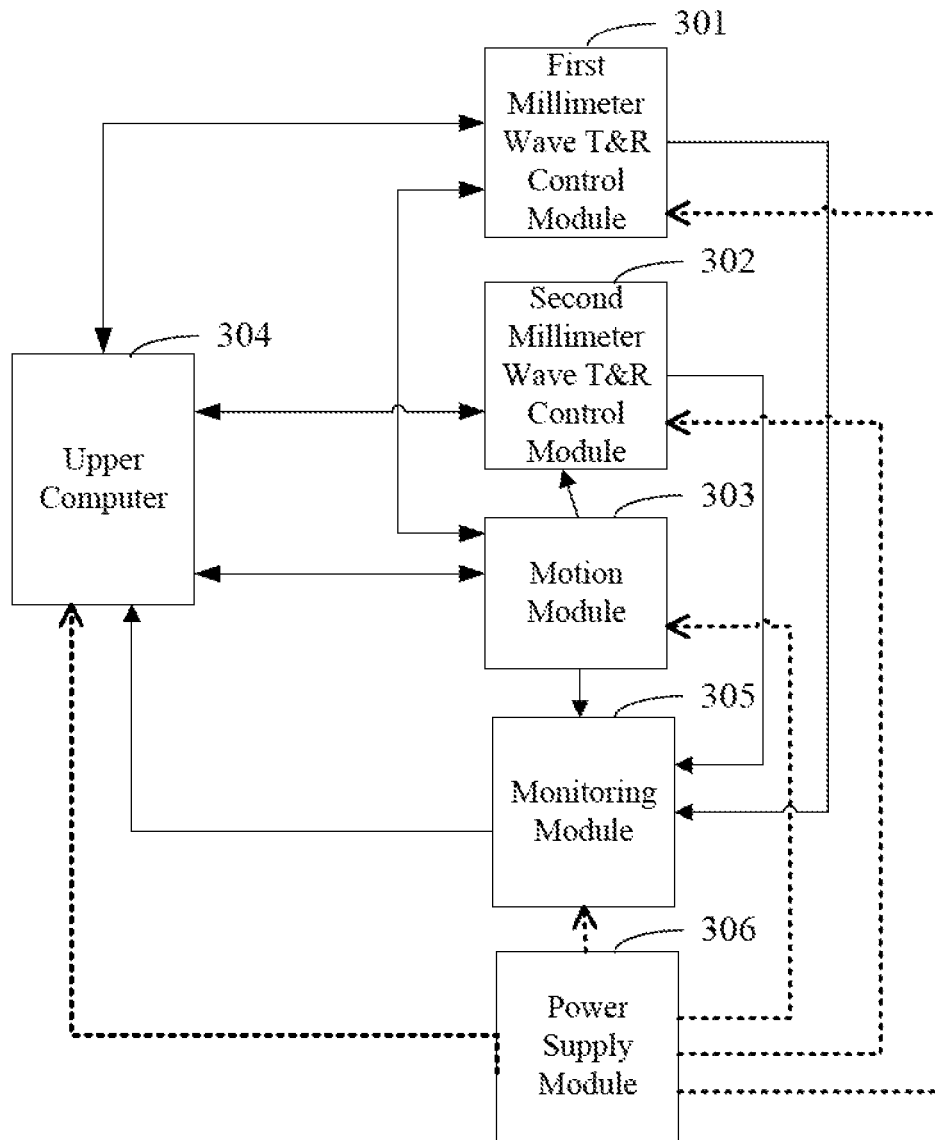 301
First
Millimeter
Wave T&R
Control
Module
302
Second
Millimeter
Wave T&R
Control
Module
304
Upper
Computer
303
Motion
Module
305
Monitoring
Module
306
Power
Supply
Module